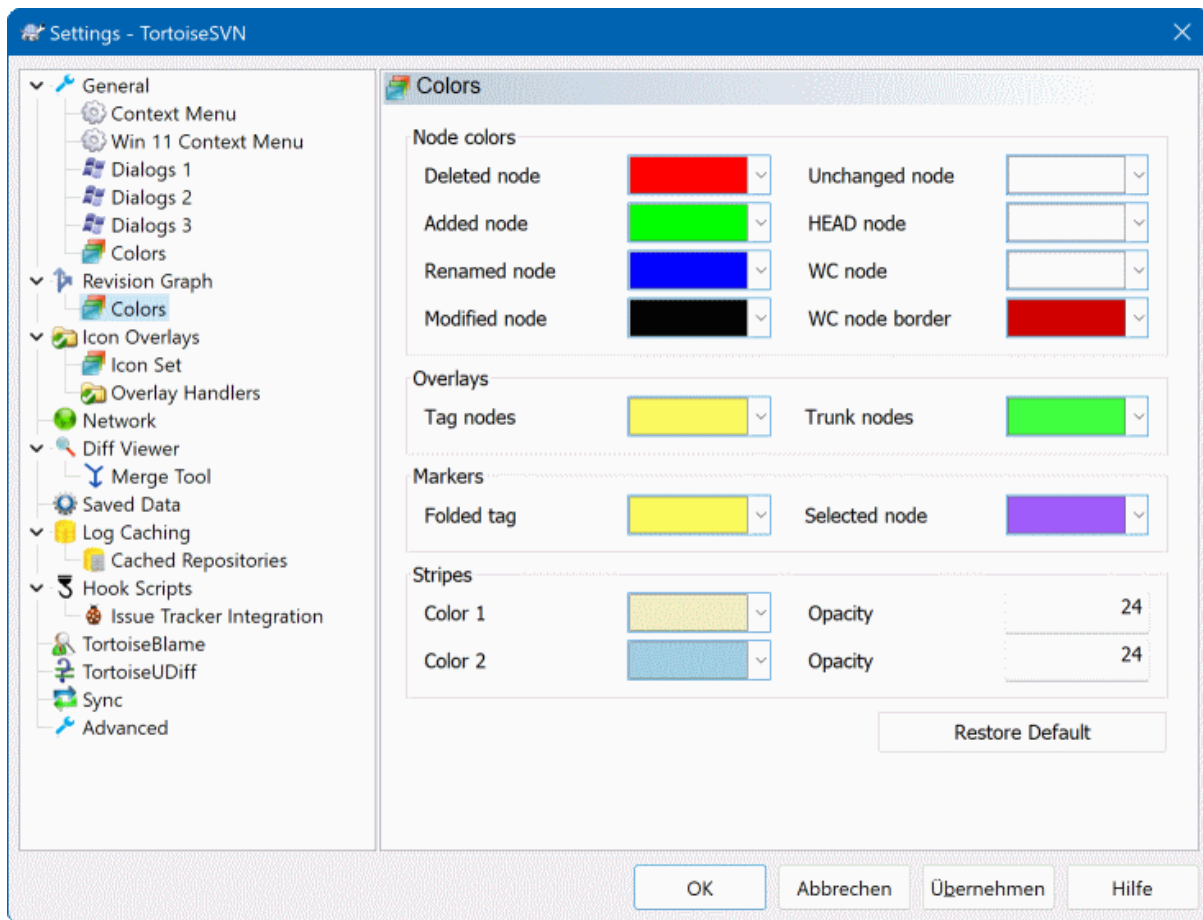 Settings - TortoiseSVN
General
Context Menu
Win 11 Context Menu
Dialogs 1
Dialogs 2
Dialogs 3
Colors
Revision Graph
Colors
Icon Overlays
Icon Set
Overlay Handlers
Network
Diff Viewer
Merge Tool
Saved Data
Log Caching
Cached Repositories
Hook Scripts
Issue Tracker Integration
TortoiseBlame
TortoiseUDiff
Sync
Advanced
Colors
Node colors
Deleted node Unchanged node
Added node HEAD node
Renamed node WC node
Modified node WC node border
Overlays
Tag nodes Trunk nodes
Markers
Folded tag Selected node
Stripes
Color 1 Opacity 24
Color 2 Opacity 24
Restore Default
OK Abbrechen Übernehmen Hilfe